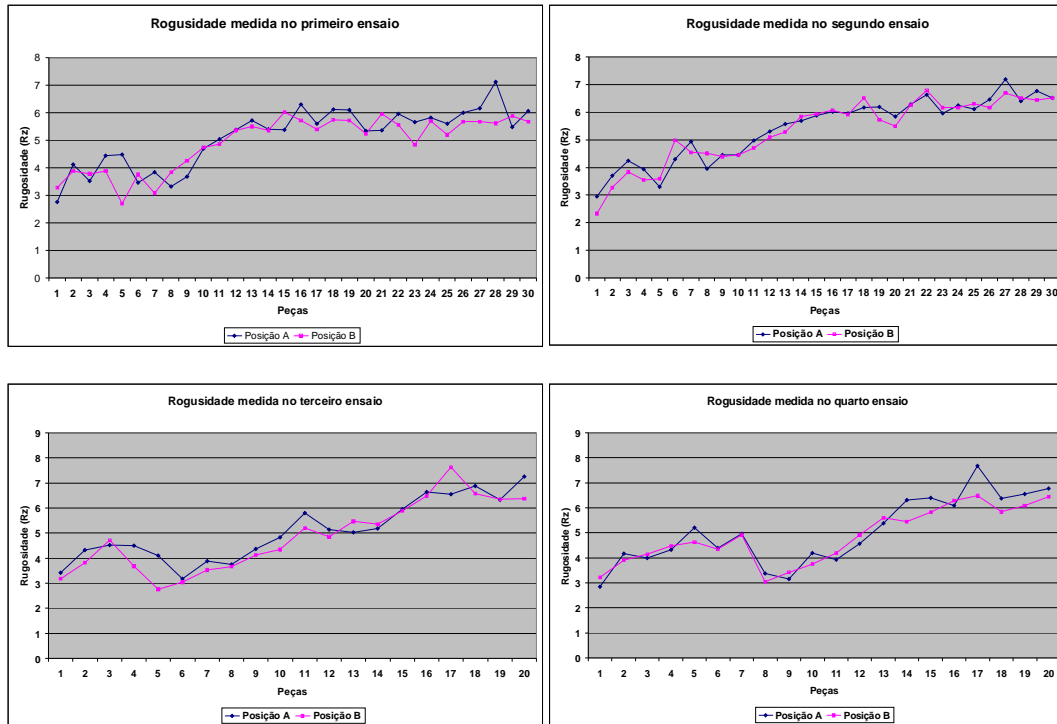 Rogusidade medida no primeiro ensaio
8
7
6
5
4
3
2
1
0
Rugosidade (Rz)
1 2 3 4 5 6 7 8 9 10 11 12 13 14 15 16 17 18 19 20 21 22 23 24 25 26 27 28 29 30
Peças
Posição A Posição B
Rogusidade medida no segundo ensaio
8
7
6
5
4
3
2
1
0
Rugosidade (Rz)
1 2 3 4 5 6 7 8 9 10 11 12 13 14 15 16 17 18 19 20 21 22 23 24 25 26 27 28 29 30
Peças
Posição A Posição B
Rogusidade medida no terceiro ensaio
9
8
7
6
5
4
3
2
1
0
Rugosidade (Rz)
1 2 3 4 5 6 7 8 9 10 11 12 13 14 15 16 17 18 19 20
Peças
Posição A Posição B
Rogusidade medida no quarto ensaio
9
8
7
6
5
4
3
2
1
0
Rugosidade (Rz)
1 2 3 4 5 6 7 8 9 10 11 12 13 14 15 16 17 18 19 20
Peças
Posição A Posição B